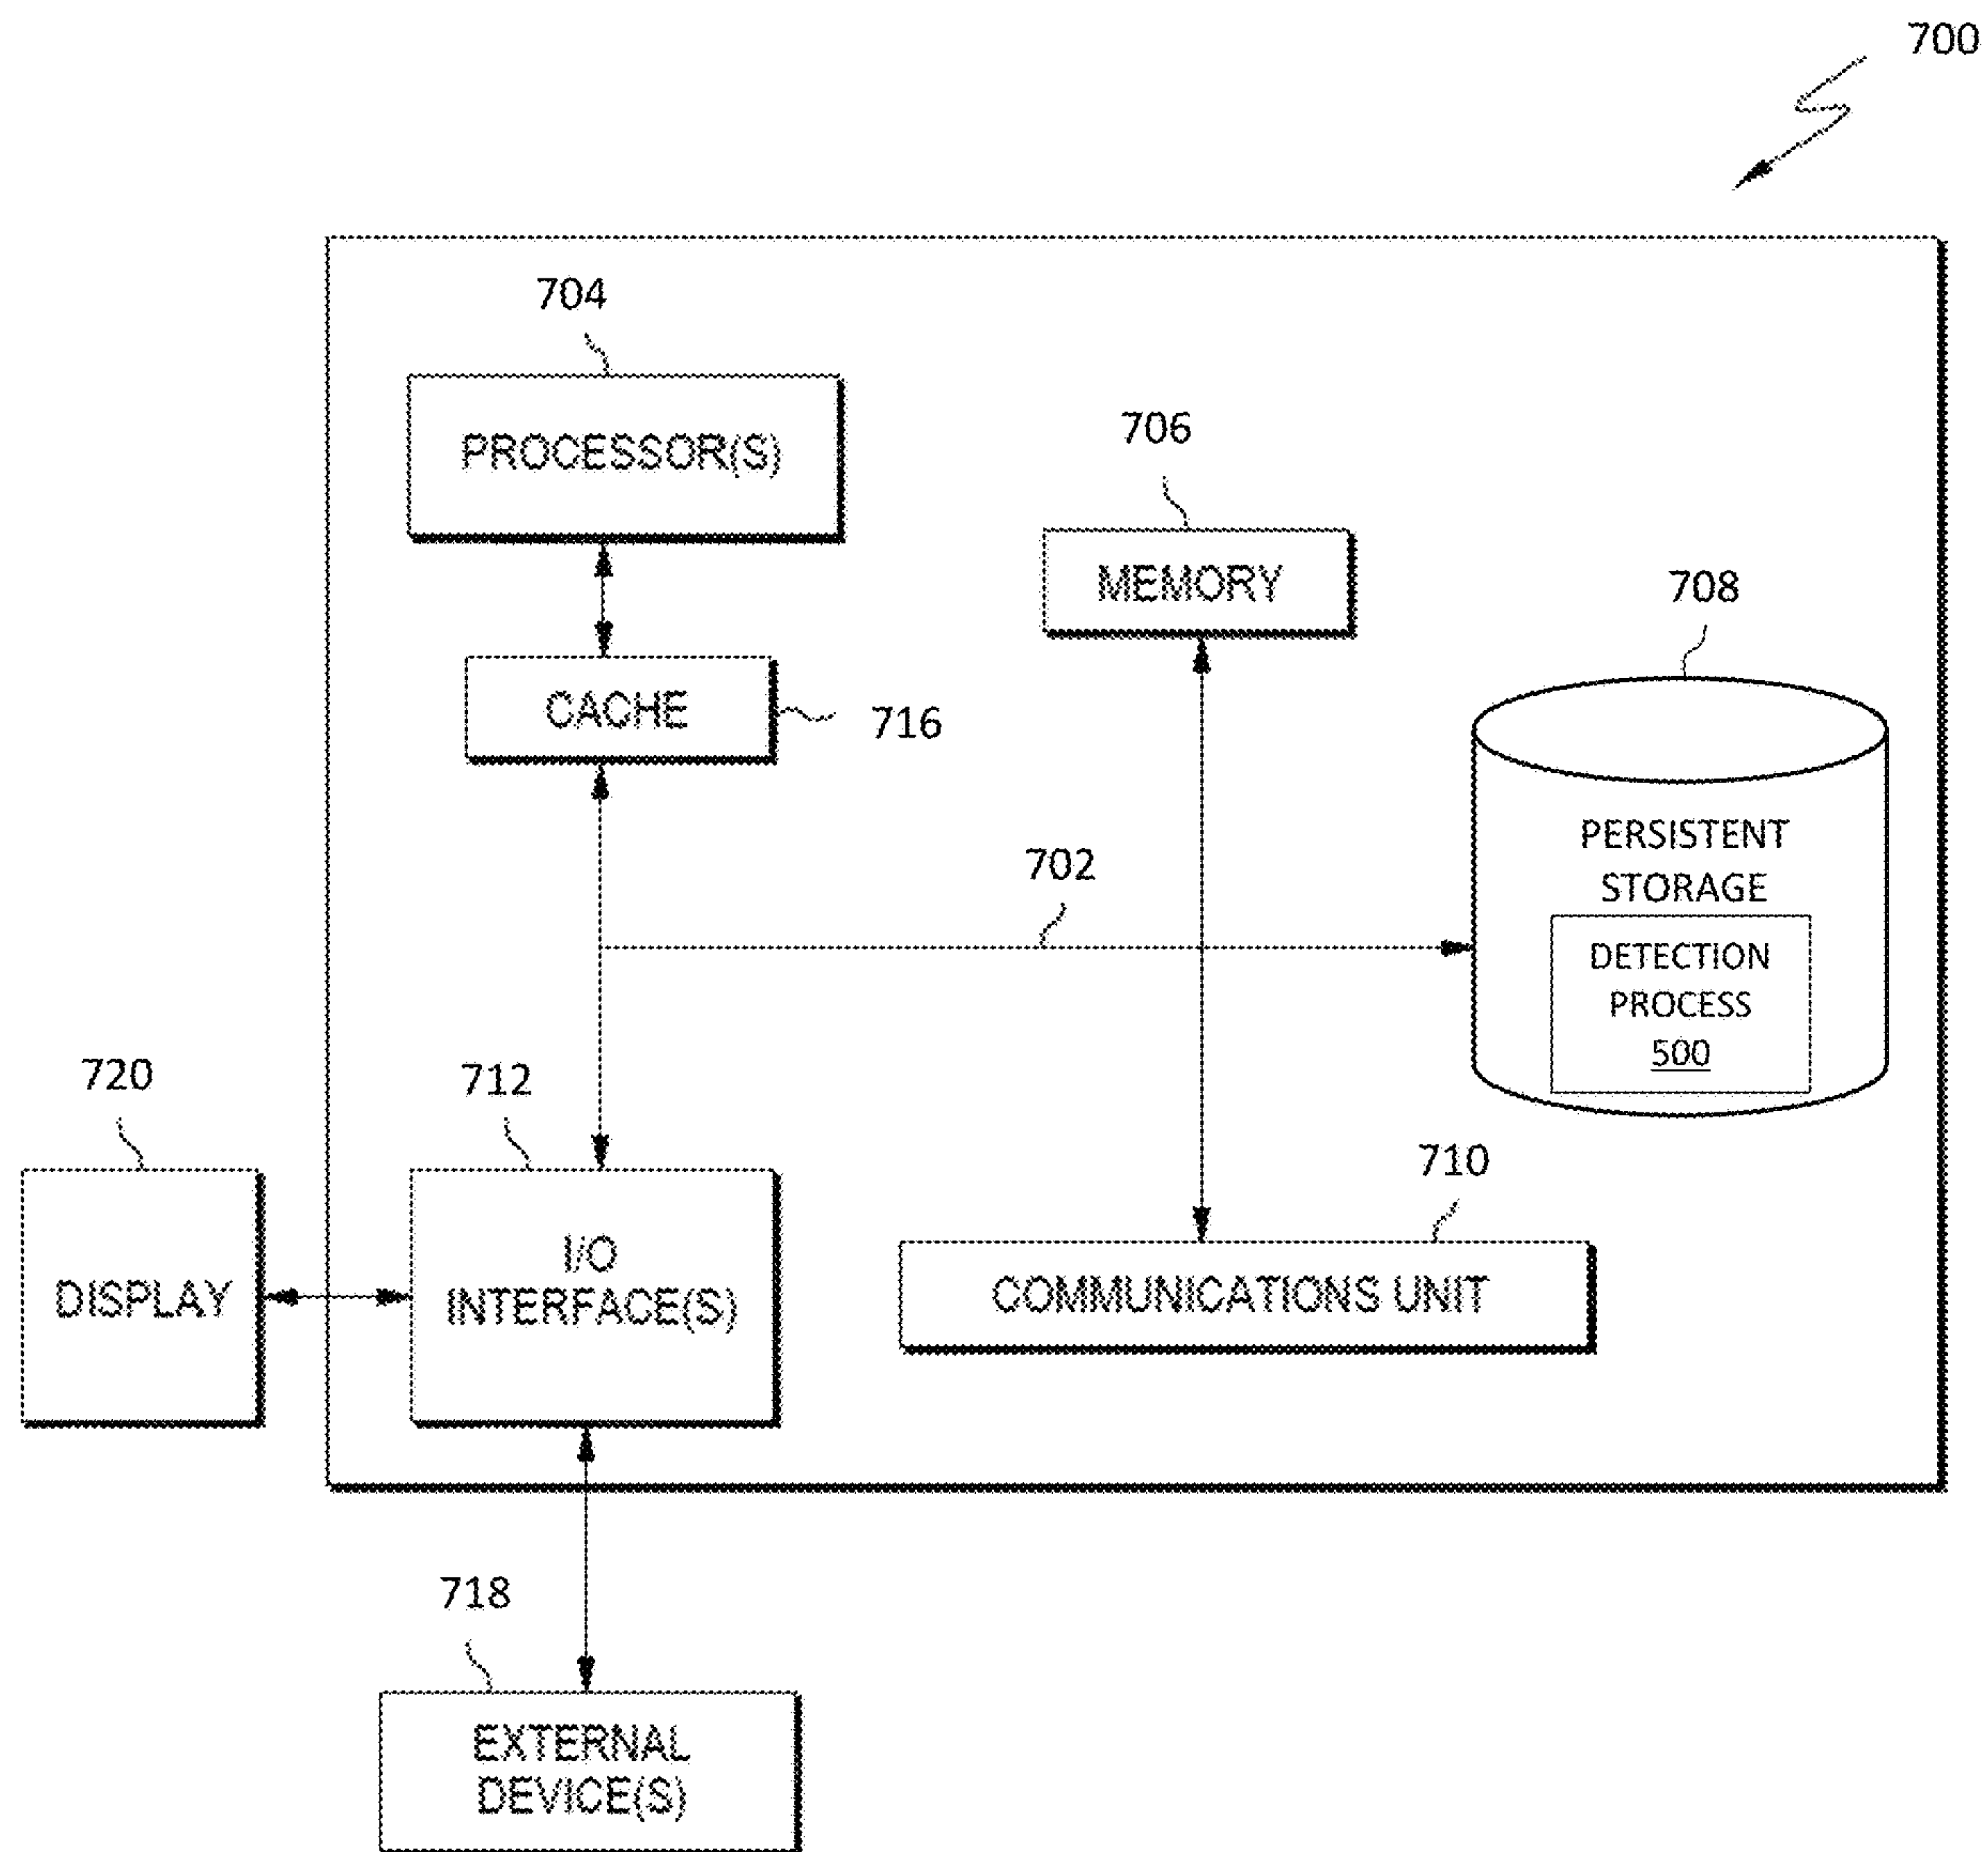 700
704
PROCESSOR(S)
706
MEMORY
708
CACHE
716
PERSISTENT
STORAGE
702
DETECTION
PROCESS
500
720
712
710
DISPLAY
I/O
INTERFACE(S)
COMMUNICATIONS UNIT
718
EXTERNAL
DEVICE(S)